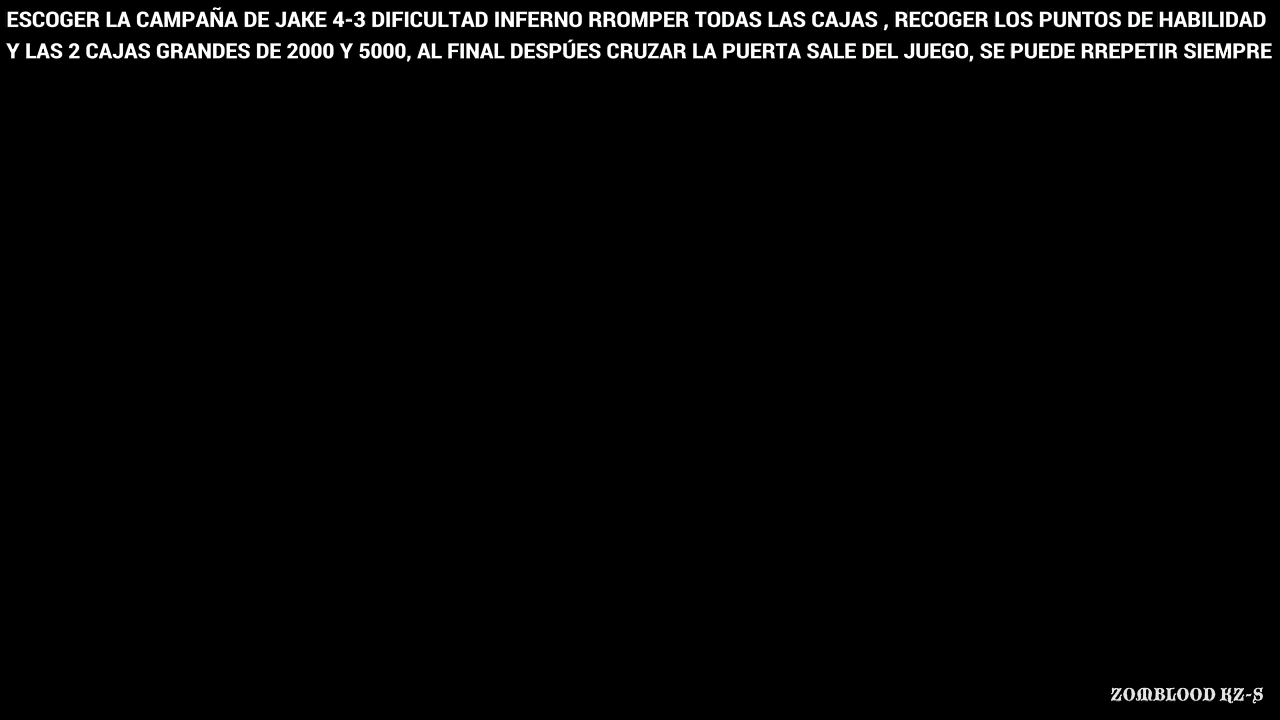 ESCOGER LA CAMPAÑA DE JAKE 4-3 DIFICULTAD INFERNO RROMPER TODAS LAS CAJAS , RECOGER LOS PUNTOS DE HABILIDAD
Y LAS 2 CAJAS GRANDES DE 2000 Y 5000, AL FINAL DESPÚES CRUZAR LA PUERTA SALE DEL JUEGO, SE PUEDE RREPETIR SIEMPRE
ZOMBLOOD KZ-S